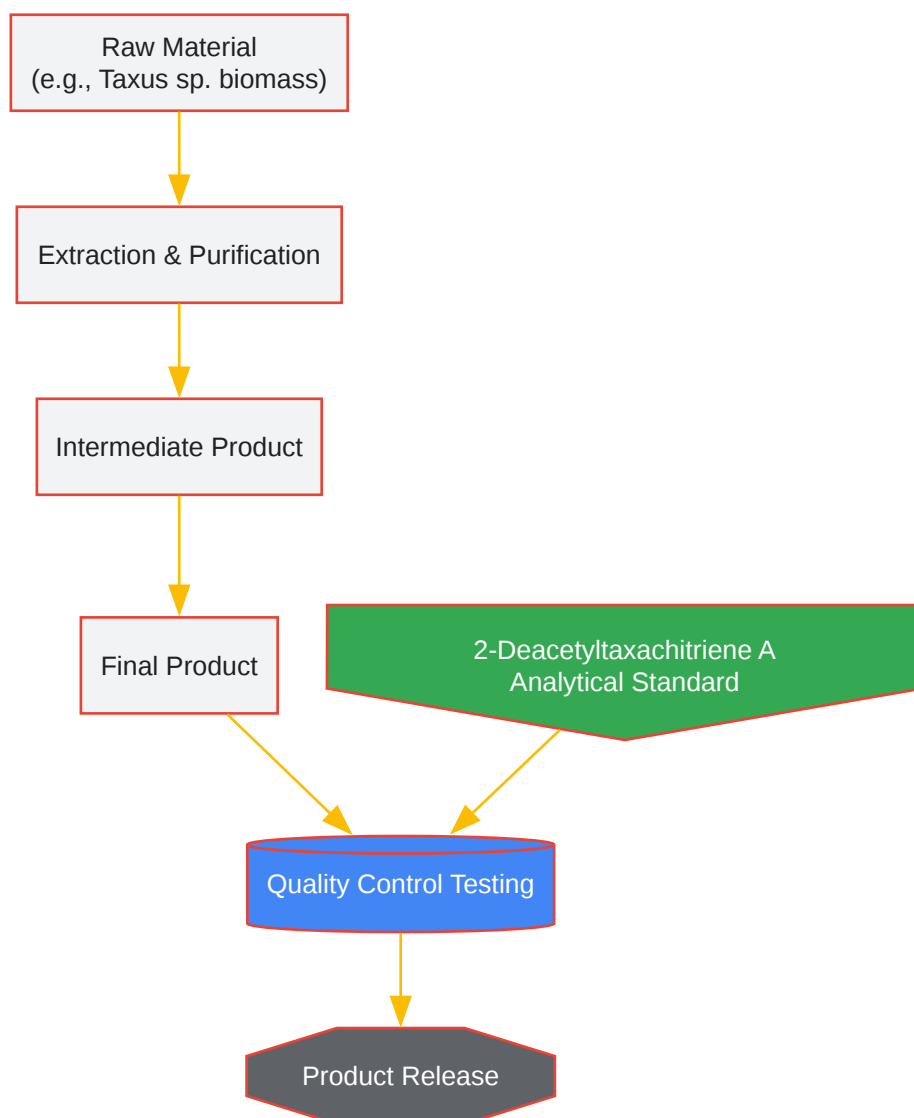 Raw Material
(e.g., Taxus sp. biomass)
Extraction & Purification
Intermediate Product
Final Product
2-Deacetyltaxachitriene A
Analytical Standard
Quality Control Testing
Product Release